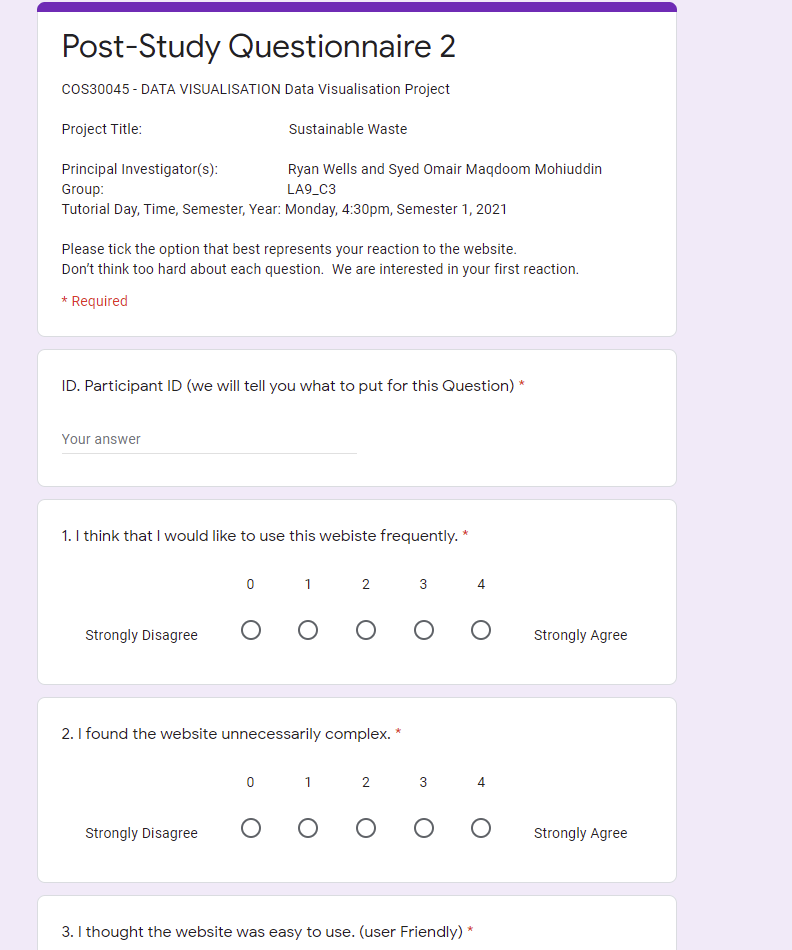 Post-Study Questionnaire 2
COS30045 - DATA VISUALISATION Data Visualisation Project
Project Title: Sustainable Waste
Principal Investigator(s): Ryan Wells and Syed Omair Maqdoom Mohiuddin
Group: LA9_C3
Tutorial Day, Time, Semester, Year: Monday, 4:30pm, Semester 1, 2021
Please tick the option that best represents your reaction to the website.
Don't think too hard about each question. We are interested in your first reaction.
* Required
ID. Participant ID (we will tell you what to put for this Question) *
Your answer
1. I think that I would like to use this webiste frequently. *
0 1 2 3 4
Strongly Disagree Strongly Agree
2. I found the website unnecessarily complex. *
0 1 2 3 4
Strongly Disagree Strongly Agree
3. I thought the website was easy to use. (user Friendly) *